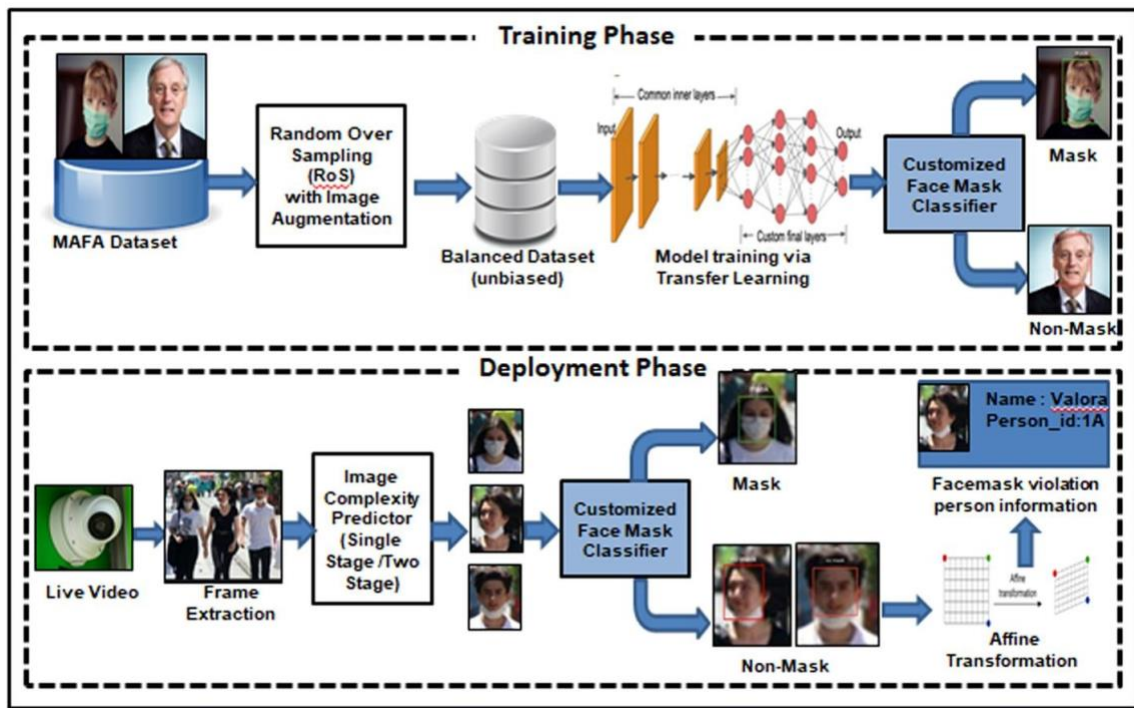 Training Phase
MAFA Dataset
Random Over
Sampling
(RoS)
with Image
Augmentation
Balanced Dataset
(unbiased)
Common inner layers
Input
Output
Custom final layers
Model training via
Transfer Learning
Customized
Face Mask
Classifier
Mask
Non-Mask
Deployment Phase
Live Video
Frame
Extraction
Image
Complexity
Predictor
(Single
Stage /Two
Stage)
Customized
Face Mask
Classifier
Mask
Non-Mask
Name : Valora
Person_id:1A
Facemask violation
person information
Affine
transformation
Affine
Transformation